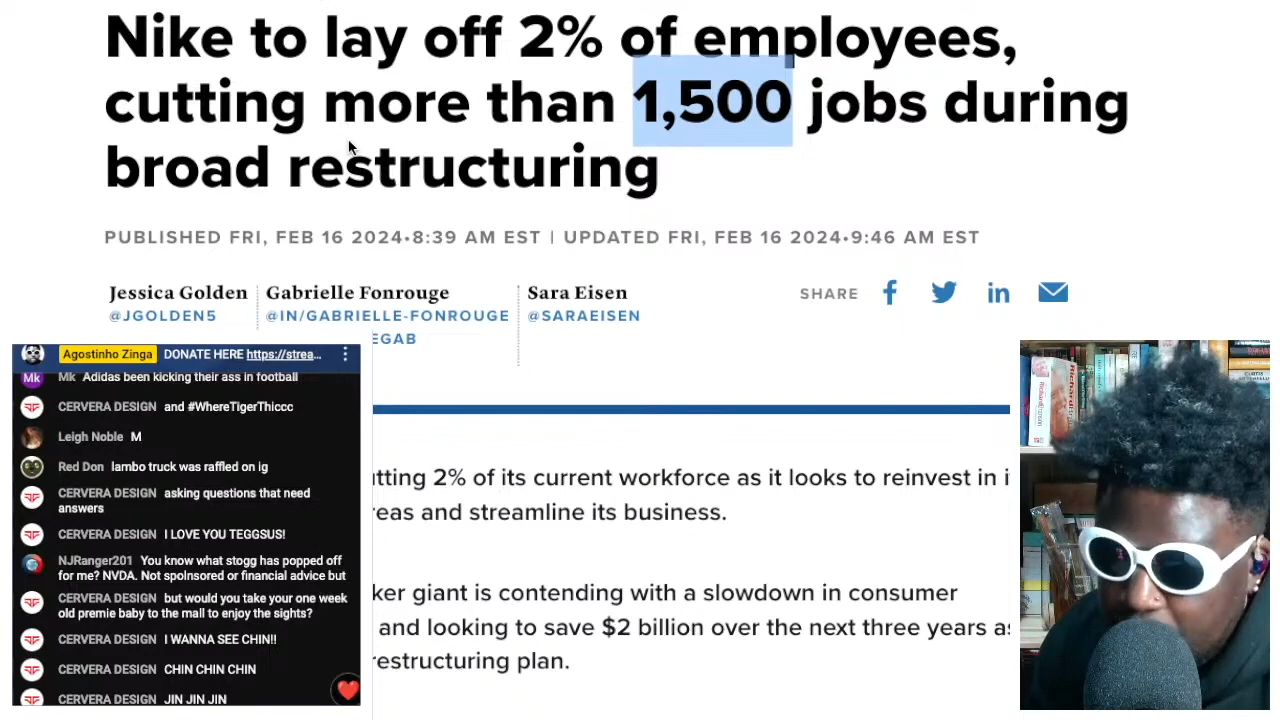 Nike to lay off 2% of employees,
cutting more than 1,500 jobs during
broad restructuring
PUBLISHED FRI, FEB 16 2024•8:39 AM EST | UPDATED FRI, FEB 16 2024•9:46 AM EST
Jessica Golden
@JGOLDEN5
Gabrielle Fonrouge
@IN/GABRIELLE-FONROUGE
EGAB
Sara Eisen
@SARAEISEN
SHARE
Agostinho Zinga DONATE HERE https://strea...
Mk Mk Adidas been kicking their ass in football
CERVERA DESIGN and #WhereTigerThiccc
Leigh Noble M
Red Don lambo truck was raffled on ig
CERVERA DESIGN asking questions that need
answers
CERVERA DESIGN I LOVE YOU TEGGSUS!
NJRanger201 You know what stogg has popped off
for me? NVDA. Not spolnsored or financial advice but
CERVERA DESIGN but would you take your one week
old premie baby to the mall to enjoy the sights?
CERVERA DESIGN I WANNA SEE CHIN!!
CERVERA DESIGN CHIN CHIN CHIN
CERVERA DESIGN JIN JIN JIN
utting 2% of its current workforce as it looks to reinvest in i
reas and streamline its business.
ker giant is contending with a slowdown in consumer
and looking to save $2 billion over the next three years as
restructuring plan.